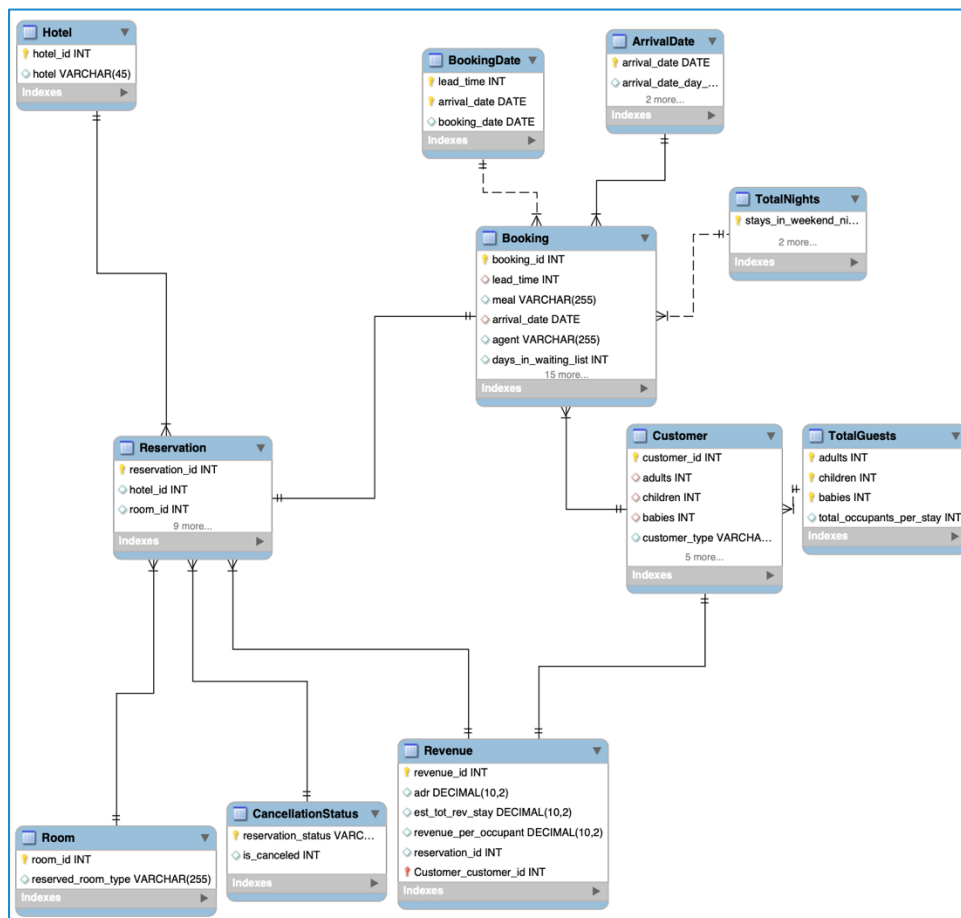 Hotel
hotel_id INT
hotel VARCHAR(45)
Indexes
BookingDate
lead_time INT
arrival_date DATE
booking_date DATE
Indexes
ArrivalDate
arrival_date DATE
arrival_date_day_...
2 more...
Indexes
TotalNights
stays_in_weekend_ni...
2 more...
Indexes
Booking
booking_id INT
lead_time INT
meal VARCHAR(255)
arrival_date DATE
agent VARCHAR(255)
days_in_waiting_list INT
15 more...
Indexes
Reservation
reservation_id INT
hotel_id INT
room_id INT
9 more...
Indexes
Customer
customer_id INT
adults INT
children INT
babies INT
customer_type VARCHA...
5 more...
Indexes
TotalGuests
adults INT
children INT
babies INT
total_occupants_per_stay INT
Indexes
Room
room_id INT
reserved_room_type VARCHAR(255)
Indexes
CancellationStatus
reservation_status VARC...
is_canceled INT
Indexes
Revenue
revenue_id INT
adr DECIMAL(10,2)
est_tot_rev_stay DECIMAL(10,2)
revenue_per_occupant DECIMAL(10,2)
reservation_id INT
Customer_customer_id INT
Indexes